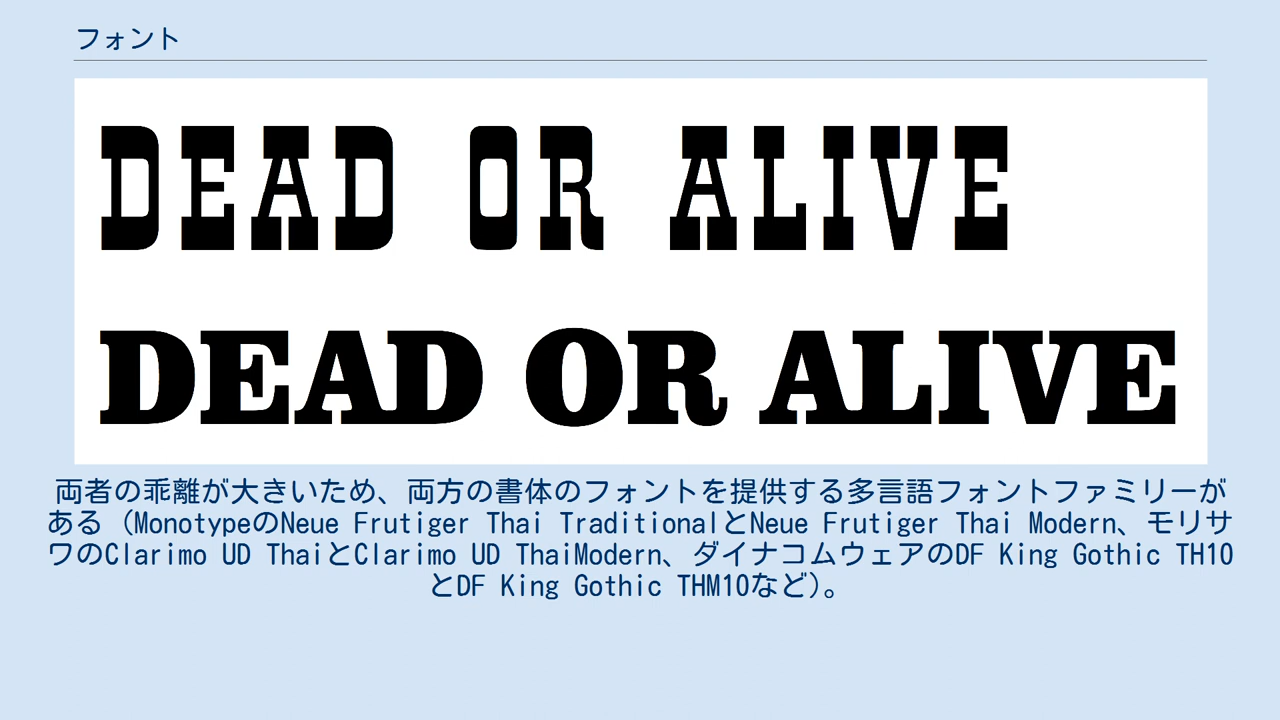 フォント
DEAD OR ALIVE
DEAD OR ALIVE
両者の乖離が大きいため、両方の書体のフォントを提供する多言語フォントファミリーが
ある（MonotypeのNeue Frutiger Thai TraditionalとNeue Frutiger Thai Modern、モリサ
ワのClarimo UD ThaiとClarimo UD ThaiModern、ダイナコムウェアのDF King Gothic TH10
とDF King Gothic THM10など）。